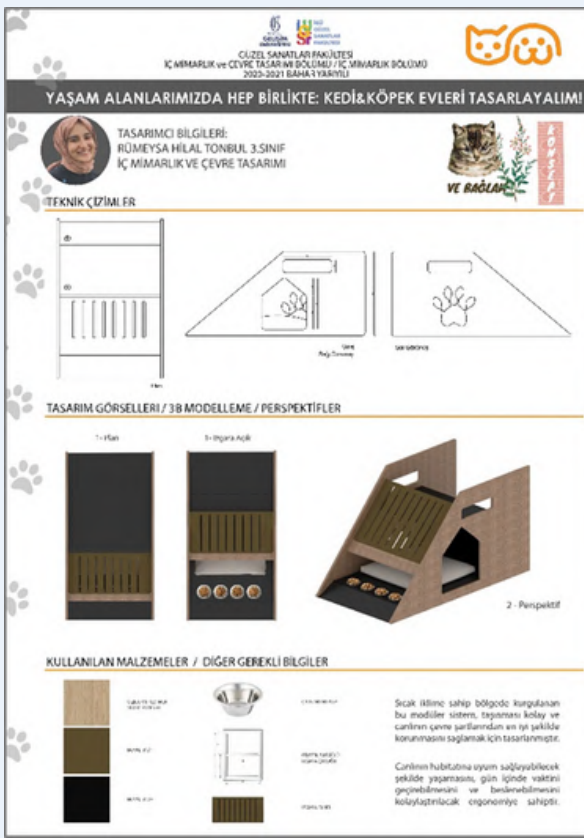 GÜZEL SANATLAR FAKÜLTESİ
İÇ MİMARLIK ve ÇEVRE TASARIMI BÖLÜMÜ / İÇ MİMARLIK BÖLÜMÜ
2020-2021 BAHAR YARIYILI
YAŞAM ALANLARIMIZDA HEP BİRLİKTE: KEDİ&KÖPEK EVLERİ TASARLAYALIM!
TASARIMCI BİLGİLERİ:
RÜMEYSA HİLAL TONBUL 3.SINIF
İÇ MİMARLIK VE ÇEVRE TASARIMI
VE BAĞLAR
KONSEPT
TEKNİK ÇİZİMLER
TASARIM GÖRSELLERİ / 3B MODELLEME / PERSPEKTİFLER
1- Plan
1- Izgara Açık
2 - Perspektif
KULLANILAN MALZEMELER / DİĞER GEREKLİ BİLGİLER
Sıcak iklime sahip bölgede kurgulanan
bu modüler sistem, taşınması kolay ve
canlının çevre şartlarından en iyi şekilde
korunmasını sağlamak için tasarlanmıştır.
Canlının habitatına uyum sağlayabilecek
şekilde yaşamasını, gün içinde vaktini
geçirebilmesini ve beslenebilmesini
kolaylaştırılacak ergonomiye sahiptir.